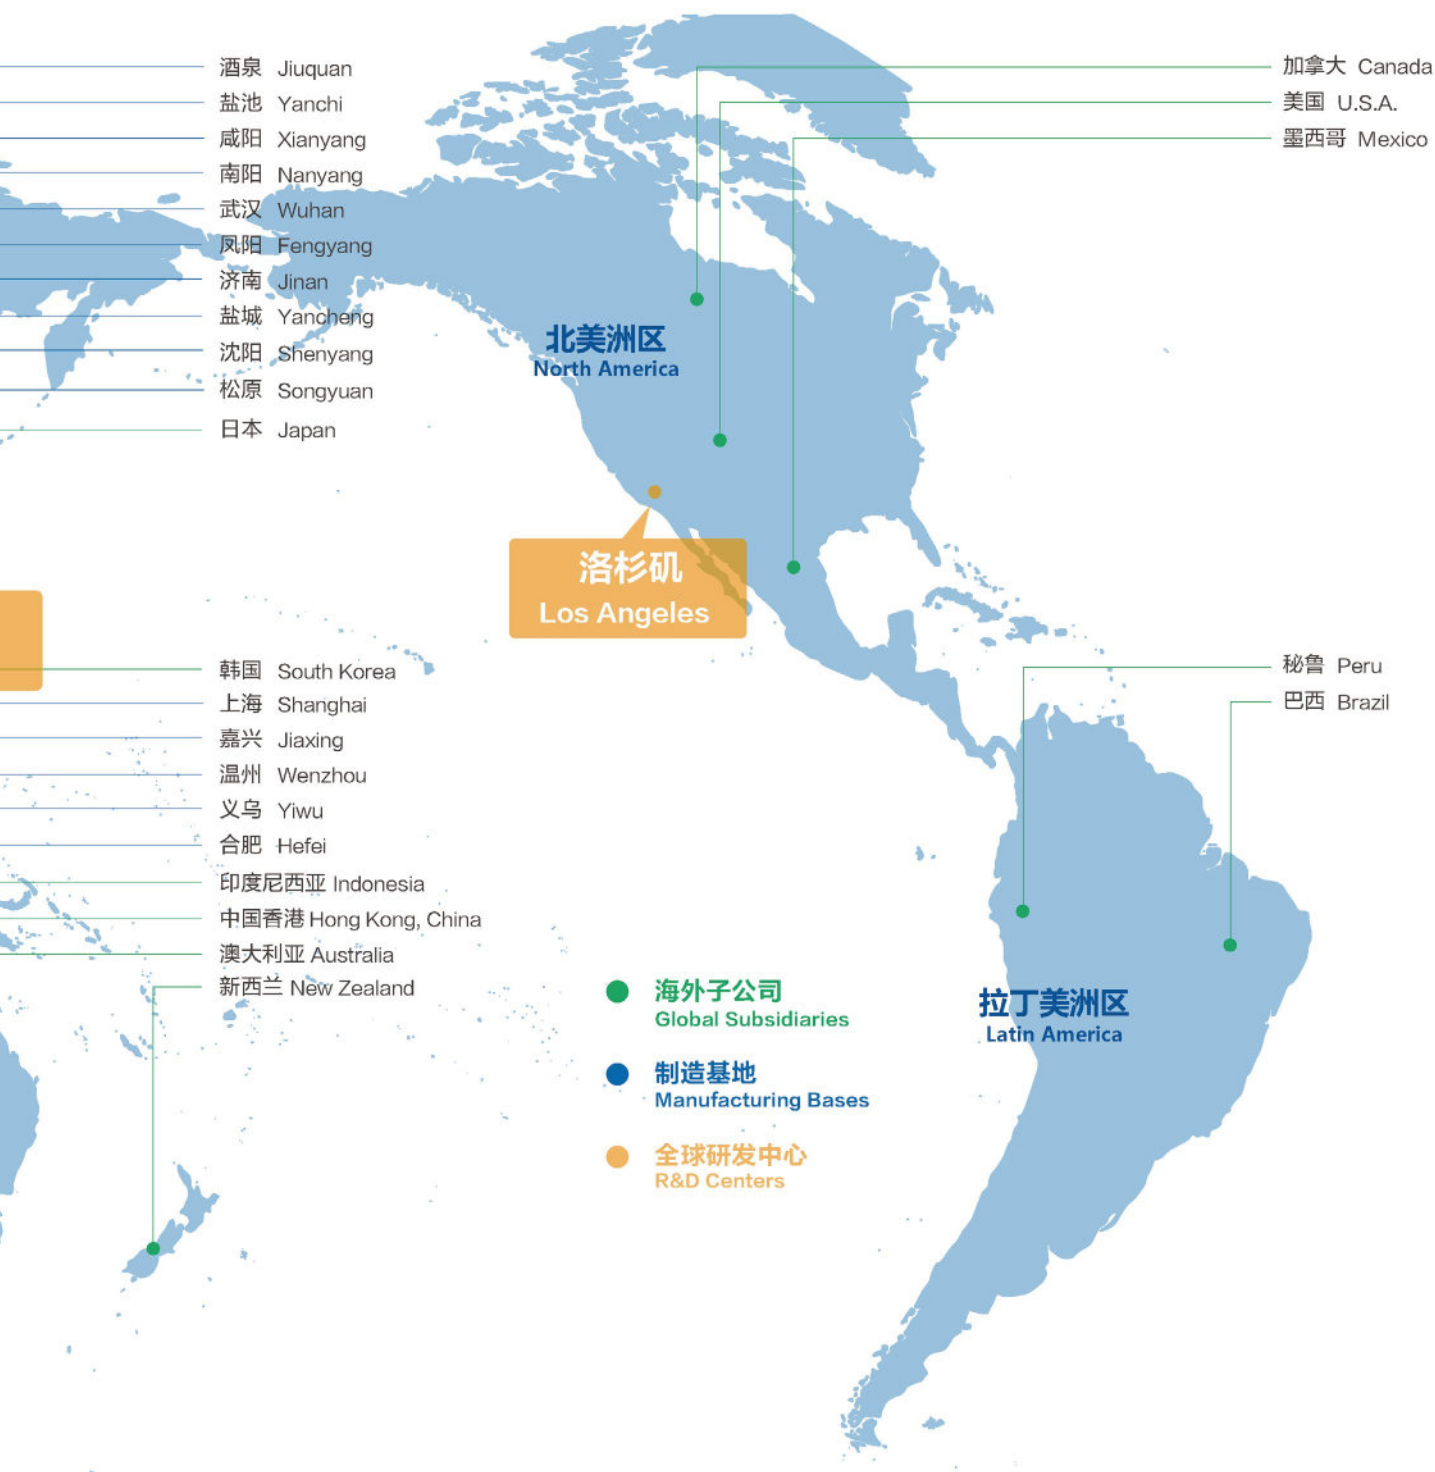 酒泉 Jiuquan
盐池 Yanchi
咸阳 Xianyang
南阳 Nanyang
武汉 Wuhan
凤阳 Fengyang
济南 Jinan
盐城 Yancheng
沈阳 Shenyang
松原 Songyuan
日本 Japan
加拿大 Canada
美国 U.S.A.
墨西哥 Mexico
北美洲区
North America
洛杉矶
Los Angeles
韩国 South Korea
上海 Shanghai
嘉兴 Jiaxing
温州 Wenzhou
义乌 Yiwu
合肥 Hefei
印度尼西亚 Indonesia
中国香港 Hong Kong, China
澳大利亚 Australia
新西兰 New Zealand
秘鲁 Peru
巴西 Brazil
拉丁美洲区
Latin America
海外子公司
Global Subsidiaries
制造基地
Manufacturing Bases
全球研发中心
R&D Centers